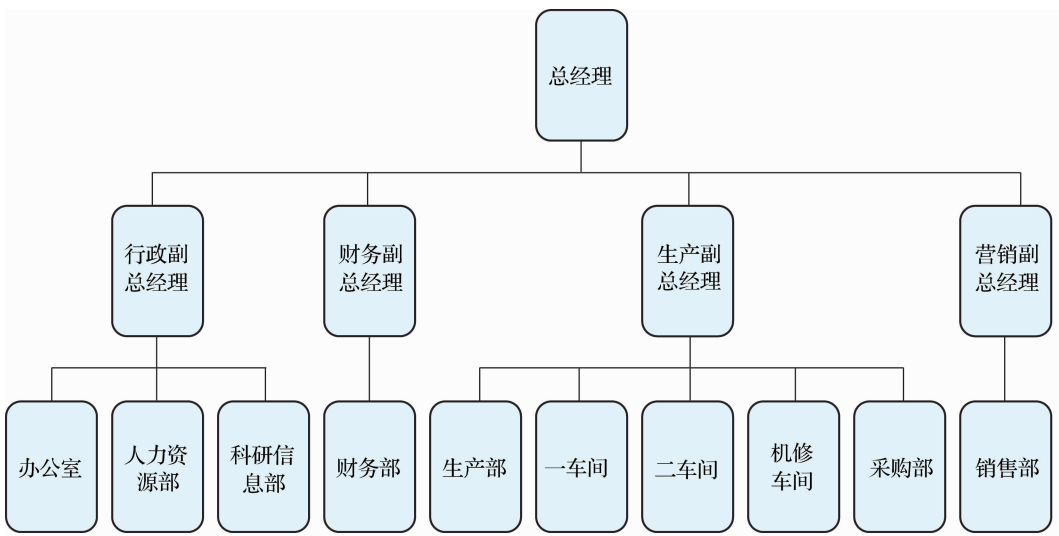 总经理
行政副
总经理
财务副
总经理
生产副
总经理
营销副
总经理
办公室
人力资
源部
科研信
息部
财务部
生产部
一车间
二车间
机修
车间
采购部
销售部